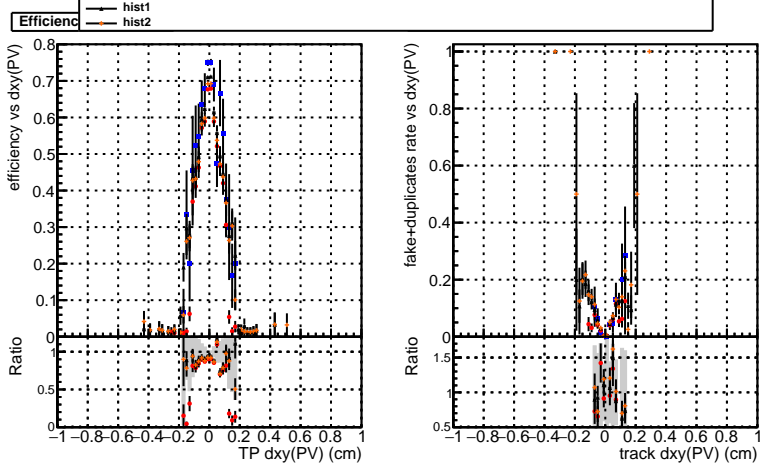 hist1
Efficienc
hist2
efficiency vs dxy(PV)
0.8
0.7
0.6
0.5
0.4
0.3
0.2
0.1
0
Ratio
1
0.5
0
−1 −0.8 −0.6 −0.4 −0.2 0 0.2 0.4 0.6 0.8 1
TP dxy(PV) (cm)
fake+duplicates rate vs dxy(PV)
1
0.8
0.6
0.4
0.2
0
Ratio
1.5
1
0.5
−1 −0.8 −0.6 −0.4 −0.2 0 0.2 0.4 0.6 0.8 1
track dxy(PV) (cm)